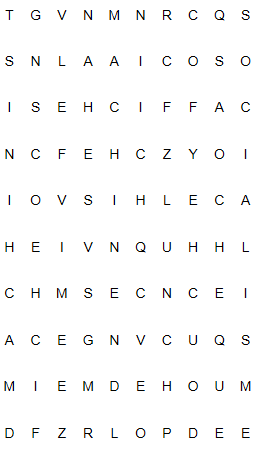 T G V N M N R C Q S
S N L A A I C O S O
I S E H C I F F A C
N C F E H C Z Y O I
I O V S I H L E C A
H E I V N Q U H H L
C H M S E C N C E I
A C E G N V C U Q S
M I E M D E H O U M
D F Z R L O P D E E